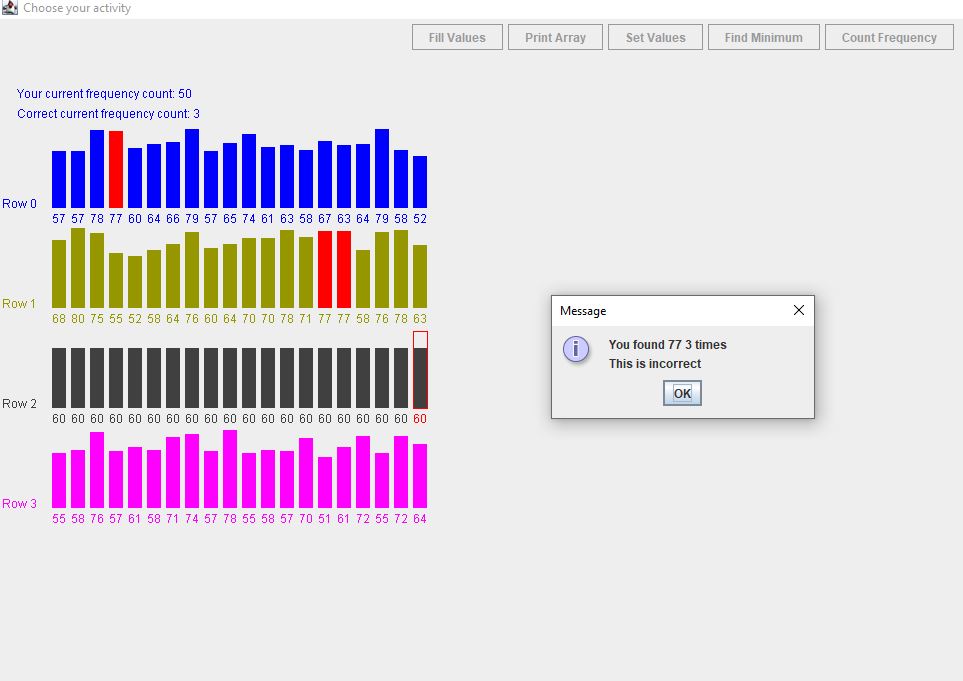 Choose your activity
Fill Values Print Array Set Values Find Minimum Count Frequency
Your current frequency count: 50
Correct current frequency count: 3
Row 0
57 57 78 77 60 64 66 79 57 65 74 61 63 58 67 63 64 79 58 52
Row 1
68 80 75 55 52 58 64 76 60 64 70 70 78 71 77 77 58 76 78 63
Message
You found 77 3 times
This is incorrect
OK
Row 2
60 60 60 60 60 60 60 60 60 60 60 60 60 60 60 60 60 60 60 60
Row 3
55 58 76 57 61 58 71 74 57 78 55 58 57 70 51 61 72 55 72 64